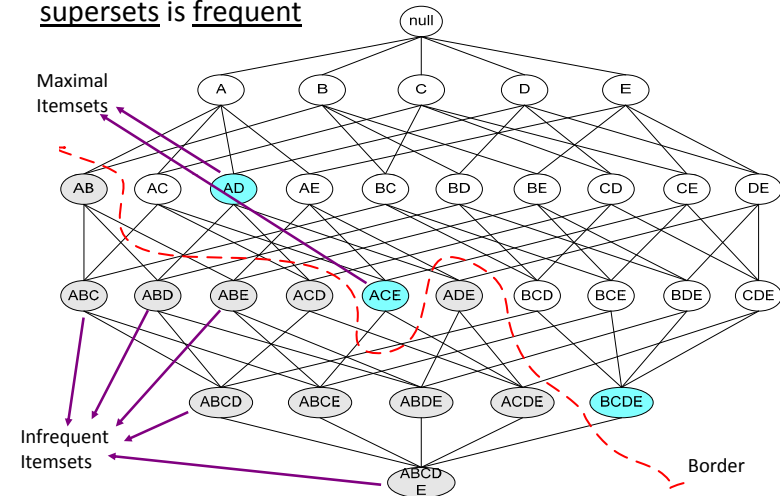 supersets is frequent
null
Maximal
Itemsets
A B C D E
AB AC AD AE BC BD BE CD CE DE
ABC ABD ABE ACD ACE ADE BCD BCE BDE CDE
ABCD ABCE ABDE ACDE BCDE
Infrequent
Itemsets
Border
ABCD
E